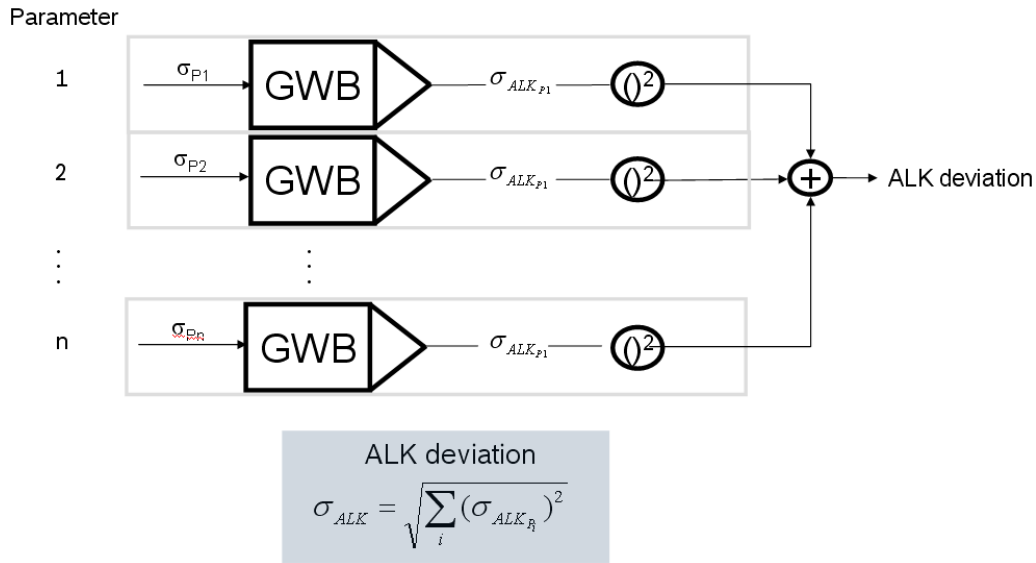 Parameter
1 σP1 GWB σALKP1 ()2
2 σP2 GWB σALKP1 ()2
+ ALK deviation
⋮ ⋮
n σPn GWB σALKP1 ()2
ALK deviation
σALK = √∑i(σALKPi)2